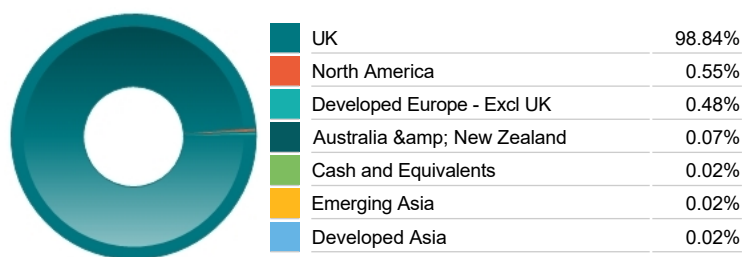 UK 98.84%
North America 0.55%
Developed Europe - Excl UK 0.48%
Australia &amp; New Zealand 0.07%
Cash and Equivalents 0.02%
Emerging Asia 0.02%
Developed Asia 0.02%